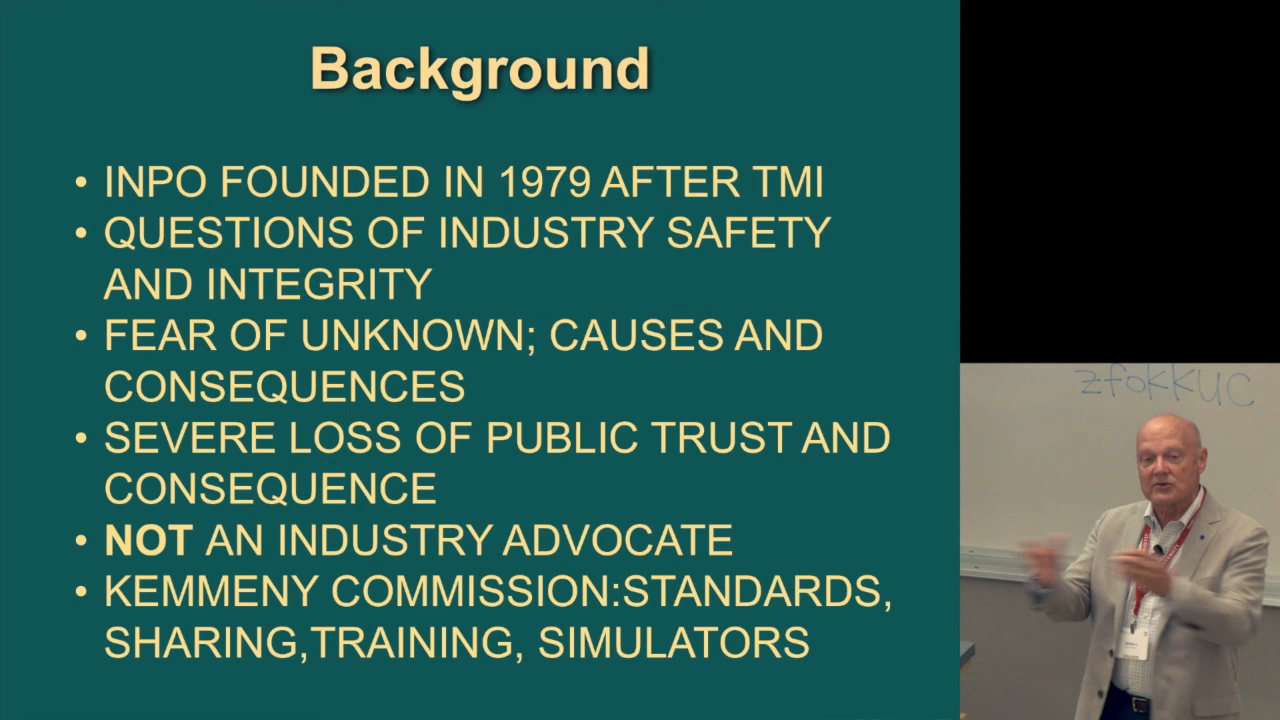 Background
• INPO FOUNDED IN 1979 AFTER TMI
• QUESTIONS OF INDUSTRY SAFETY
AND INTEGRITY
• FEAR OF UNKNOWN; CAUSES AND
CONSEQUENCES
• SEVERE LOSS OF PUBLIC TRUST AND
CONSEQUENCE
• NOT AN INDUSTRY ADVOCATE
• KEMMENY COMMISSION:STANDARDS,
SHARING,TRAINING, SIMULATORS
zfokkuc